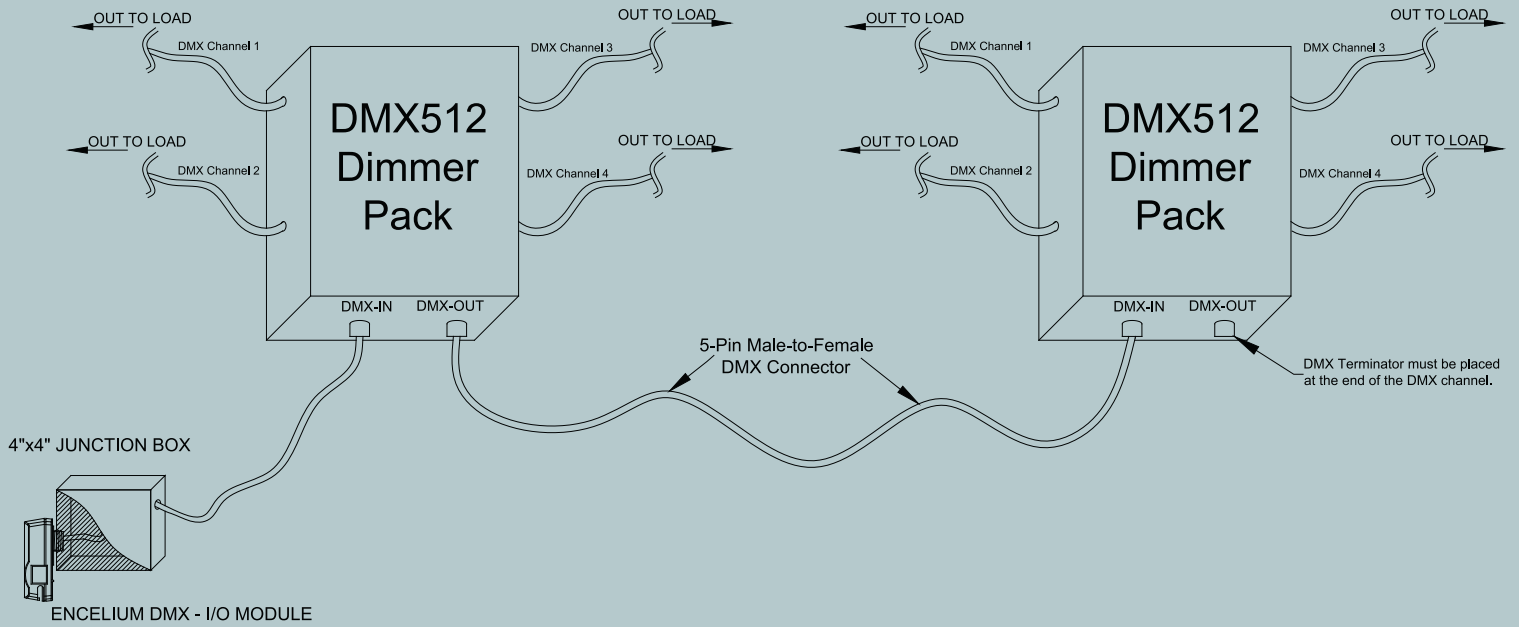 OUT TO LOAD
DMX Channel 1
OUT TO LOAD
DMX Channel 2
DMX512
Dimmer
Pack
OUT TO LOAD
DMX Channel 3
OUT TO LOAD
DMX Channel 4
DMX-IN
DMX-OUT
OUT TO LOAD
DMX Channel 1
OUT TO LOAD
DMX Channel 2
DMX512
Dimmer
Pack
OUT TO LOAD
DMX Channel 3
OUT TO LOAD
DMX Channel 4
DMX-IN
DMX-OUT
5-Pin Male-to-Female
DMX Connector
DMX Terminator must be placed
at the end of the DMX channel.
4"x4" JUNCTION BOX
ENCELIUM DMX - I/O MODULE